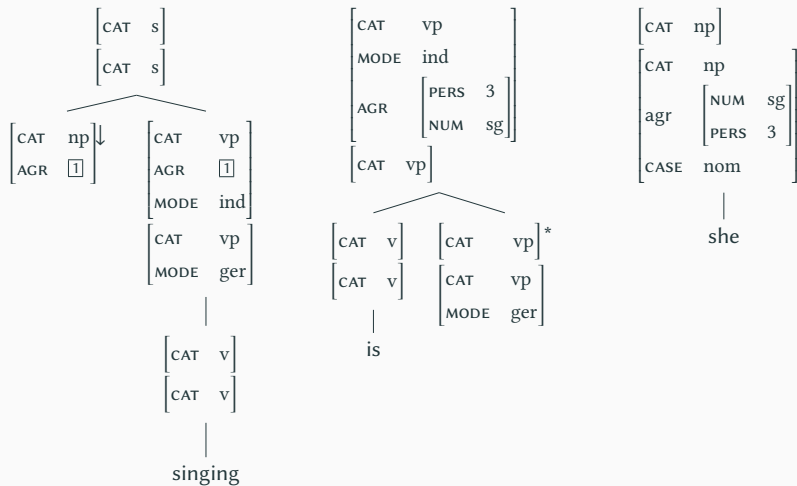 CAT s
CAT s
CAT np ↓
AGR 1
CAT vp
AGR 1
MODE ind
CAT vp
MODE ger
CAT v
CAT v
singing
CAT vp
MODE ind
AGR PERS 3
NUM sg
CAT vp
CAT v
CAT v
is
CAT vp *
CAT vp
MODE ger
CAT np
CAT np
agr NUM sg
PERS 3
CASE nom
she